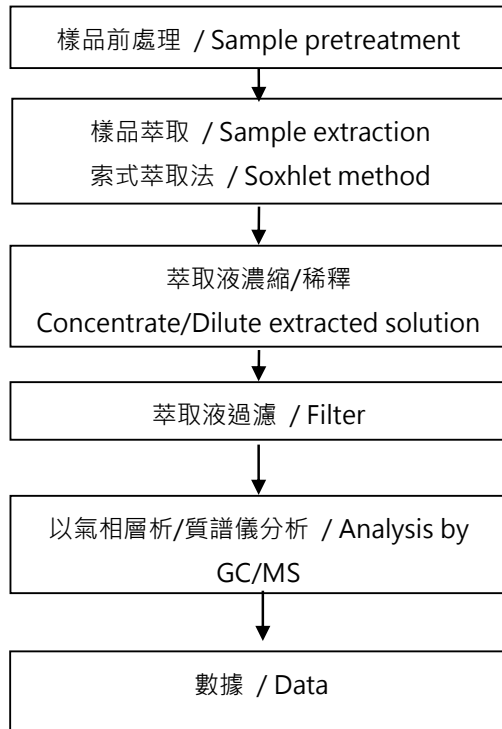 樣品前處理 / Sample pretreatment
樣品萃取 / Sample extraction
索式萃取法 / Soxhlet method
萃取液濃縮/稀釋
Concentrate/Dilute extracted solution
萃取液過濾 / Filter
以氣相層析/質譜儀分析 / Analysis by
GC/MS
數據 / Data